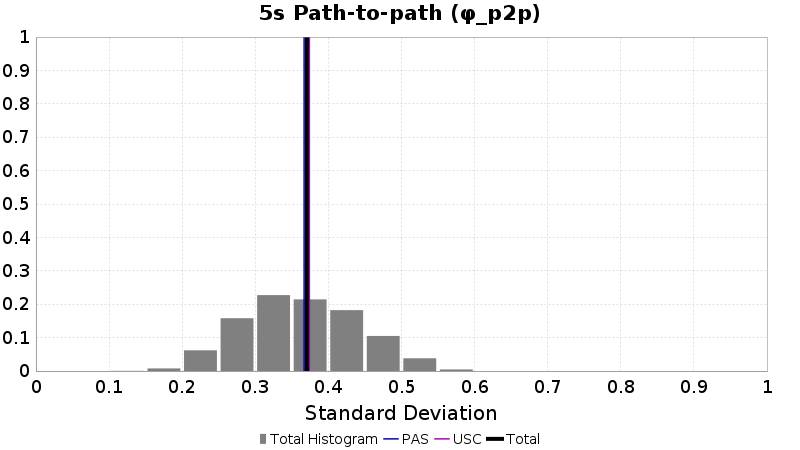 5s Path-to-path (φ_p2p)
1
0.9
0.8
0.7
0.6
0.5
0.4
0.3
0.2
0.1
0
0 0.1 0.2 0.3 0.4 0.5 0.6 0.7 0.8 0.9 1
Standard Deviation
Total Histogram PAS USC Total